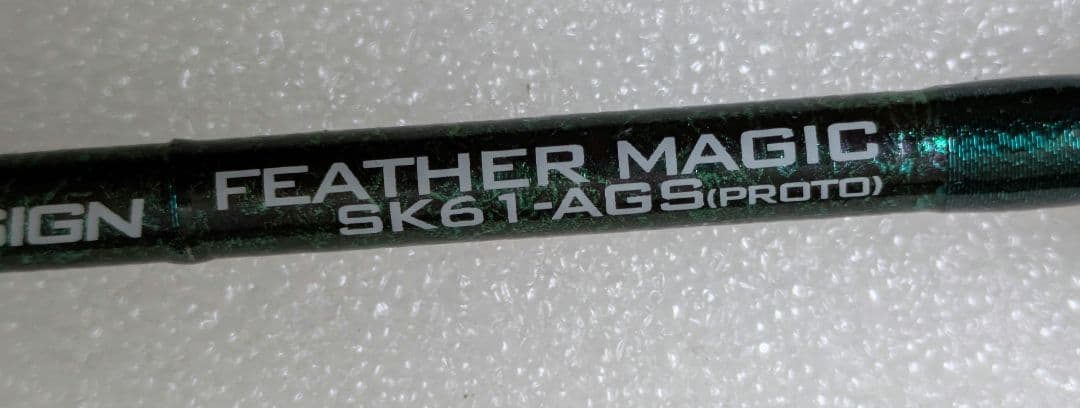 SIGN
FEATHER MAGIC
SK61-AGS(PROTO)